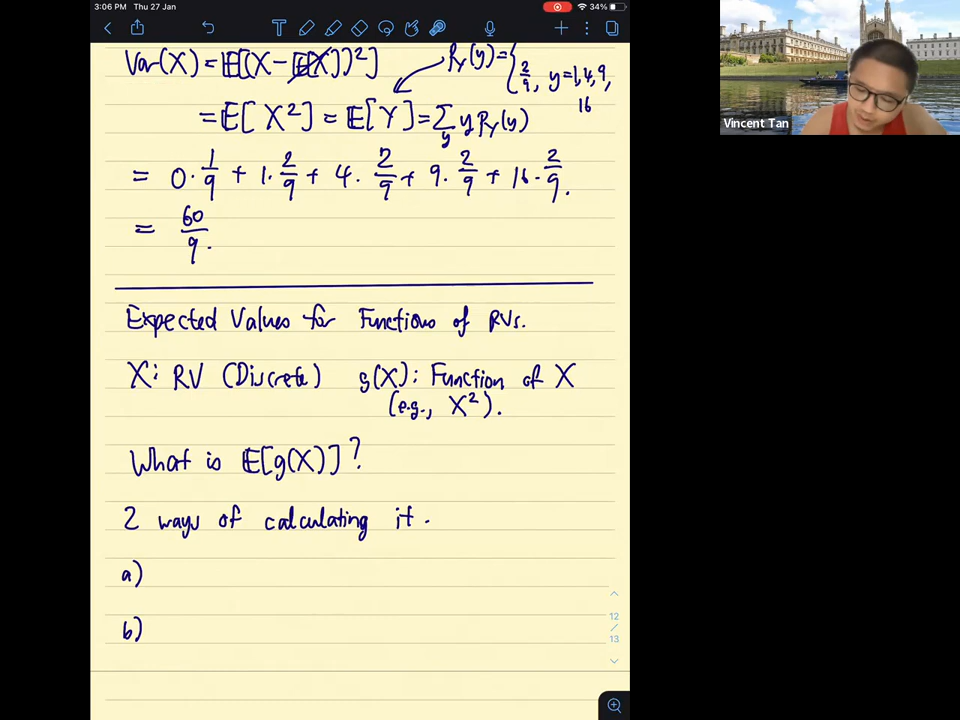 3:06 PM Thu 27 Jan
34%
Var(X) = E[(X - E[X])²] P_Y(y) = { 2/9, y = 1,4,9,
16
= E[X²] = E[Y] = Σ_y y P_Y(y)
= 0·1/9 + 1·2/9 + 4·2/9 + 9·2/9 + 16·2/9.
= 60/9.
Expected Values for Functions of RVs.
X: RV (Discrete) g(X): Function of X
(e.g., X²).
What is E[g(X)]?
2 ways of calculating it.
a)
b)
12
/
13
Vincent Tan